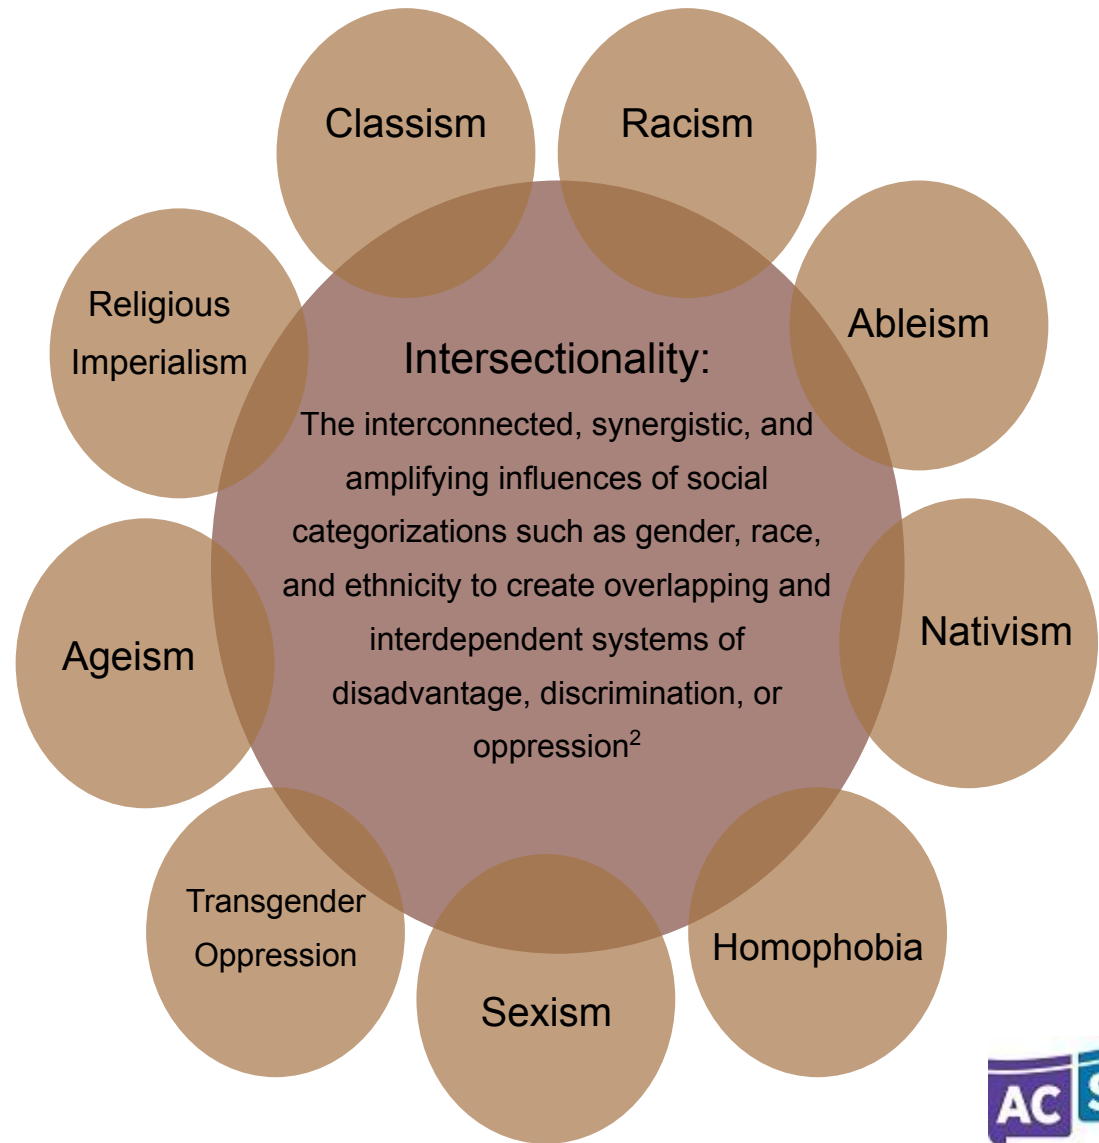 Classism
Racism
Religious
Imperialism
Ableism
Intersectionality:
The interconnected, synergistic, and
amplifying influences of social
categorizations such as gender, race,
and ethnicity to create overlapping and
interdependent systems of
disadvantage, discrimination, or
oppression²
Nativism
Ageism
Transgender
Oppression
Homophobia
Sexism
AC